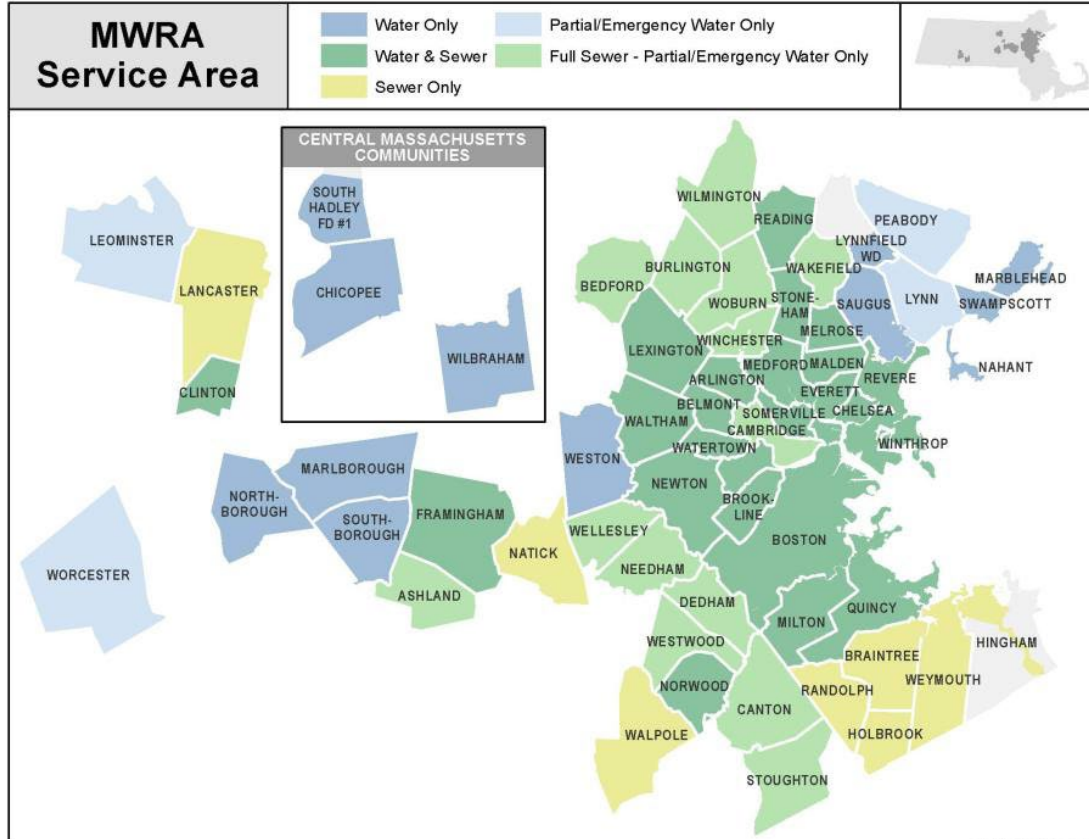 MWRA
Service Area
Water Only
Water & Sewer
Sewer Only
Partial/Emergency Water Only
Full Sewer - Partial/Emergency Water Only
CENTRAL MASSACHUSETTS
COMMUNITIES
SOUTH
HADLEY
FD #1
CHICOPEE
WILBRAHAM
LEOMINSTER
LANCASTER
CLINTON
WILMINGTON
READING
PEABODY
LYNNFIELD
WD
MARBLEHEAD
BURLINGTON
WAKEFIELD
BEDFORD
WOBURN
STONE-
HAM
SAUGUS
LYNN
SWAMPSCOTT
MELROSE
WINCHESTER
LEXINGTON
MEDFORD
MALDEN
NAHANT
REVERE
ARLINGTON
EVERETT
BELMONT
SOMERVILLE
CHELSEA
WALTHAM
CAMBRIDGE
WINTHROP
WATERTOWN
WESTON
MARLBOROUGH
NEWTON
NORTH-
BOROUGH
SOUTH-
BOROUGH
FRAMINGHAM
BROOK-
LINE
WELLESLEY
BOSTON
NATICK
NEEDHAM
WORCESTER
ASHLAND
DEDHAM
QUINCY
MILTON
WESTWOOD
HINGHAM
BRAINTREE
NORWOOD
RANDOLPH
WEYMOUTH
CANTON
WALPOLE
HOLBROOK
STOUGHTON